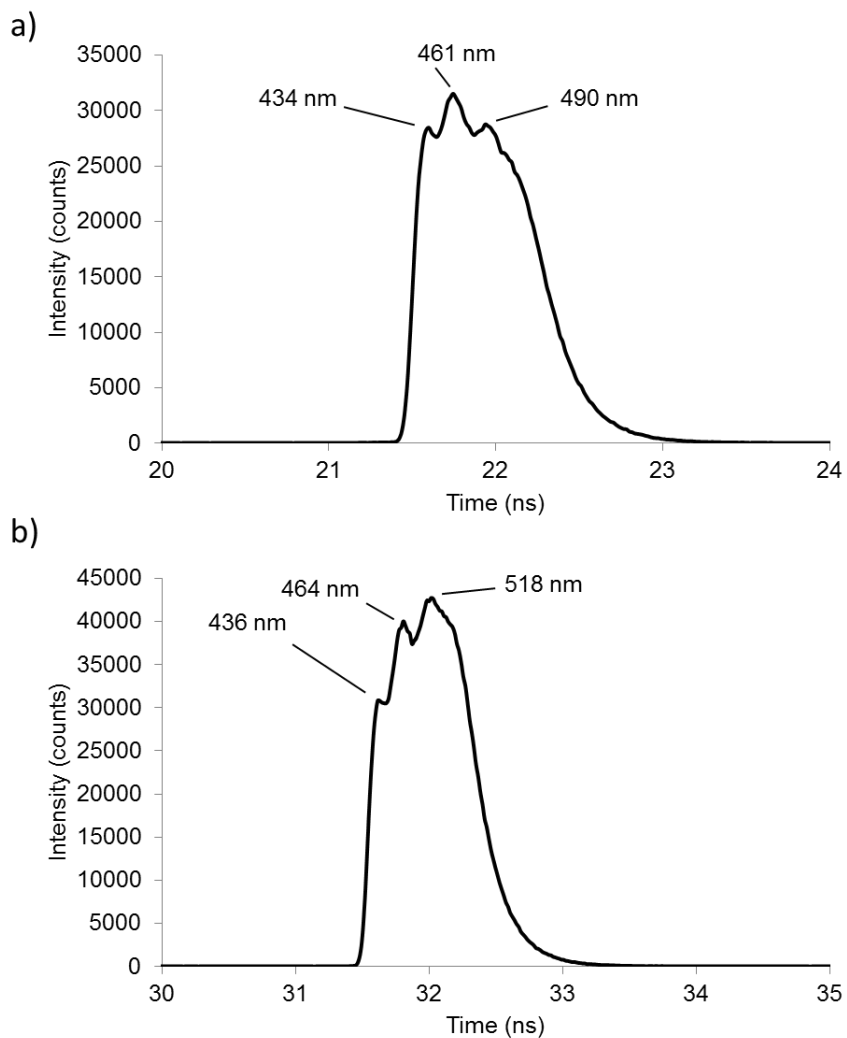 a)
461 nm
434 nm
490 nm
35000
30000
25000
20000
15000
10000
5000
0
Intensity (counts)
20 21 22 23 24
Time (ns)
b)
518 nm
464 nm
436 nm
45000
40000
35000
30000
25000
20000
15000
10000
5000
0
Intensity (counts)
30 31 32 33 34 35
Time (ns)